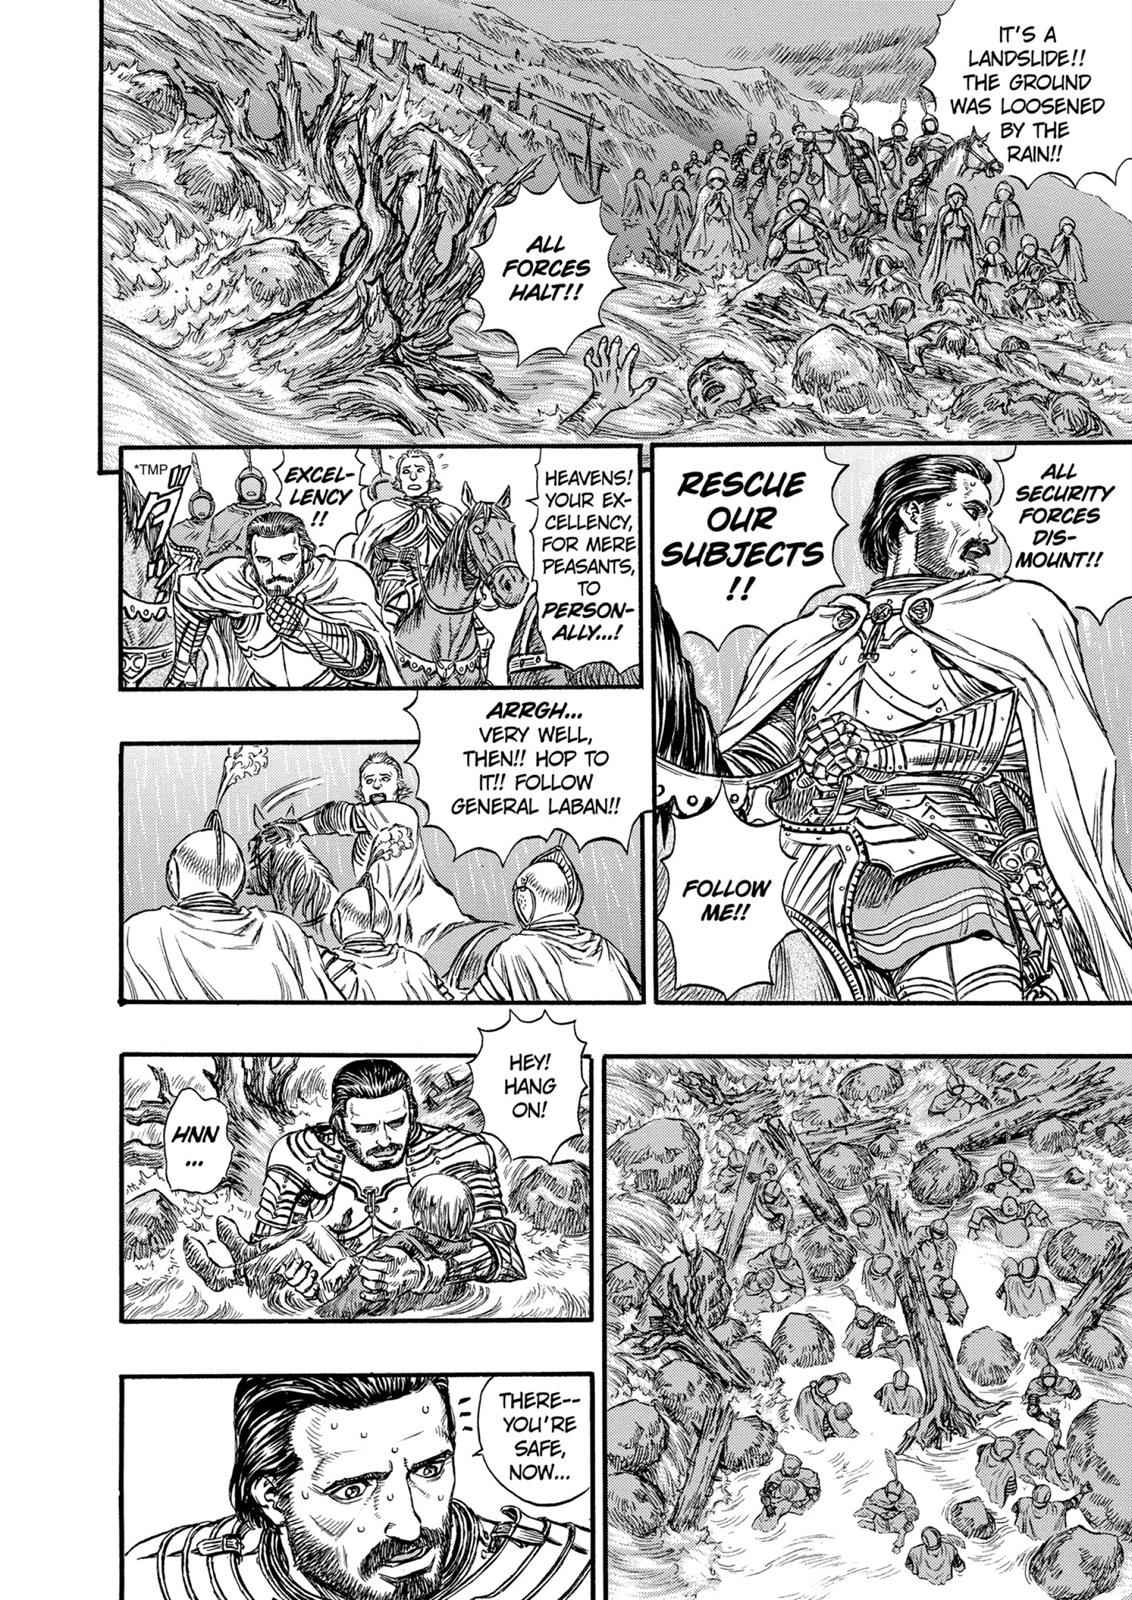 IT'S A
LANDSLIDE!!
THE GROUND
WAS LOOSENED
BY THE
RAIN!!
ALL
FORCES
HALT!!
ALL
SECURITY
FORCES
DIS-
MOUNT!!
RESCUE
OUR
SUBJECTS
!!
FOLLOW
ME!!
HEAVENS!
YOUR EX-
CELLENCY,
FOR MERE
PEASANTS,
TO
PERSON-
ALLY...!
EXCEL-
LENCY
!!
*TMP
ARRGH...
VERY WELL,
THEN!! HOP TO
IT!! FOLLOW
GENERAL LABAN!!
HEY!
HANG
ON!
HNN
...
THERE--
YOU'RE
SAFE,
NOW...